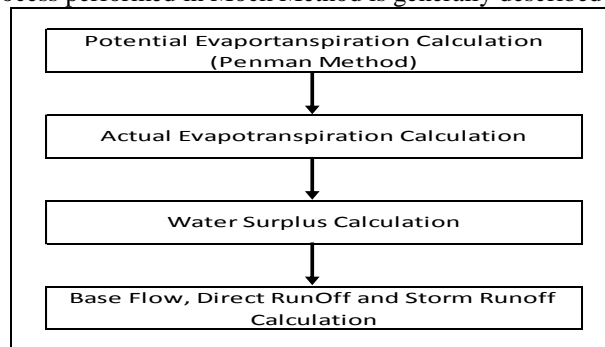 ocess performed in Mock Method is generally described
Potential Evaportanspiration Calculation
(Penman Method)
Actual Evapotranspiration Calculation
Water Surplus Calculation
Base Flow, Direct RunOff and Storm Runoff
Calculation